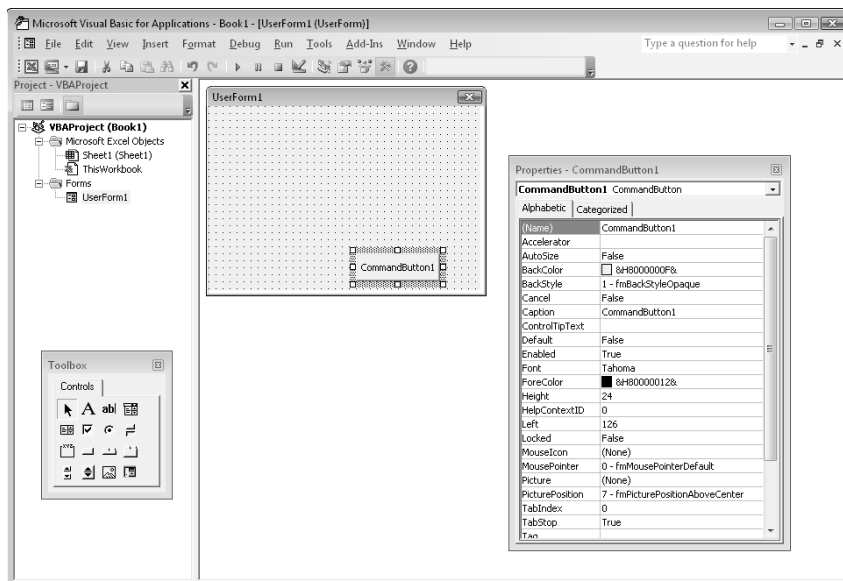 Microsoft Visual Basic for Applications - Book1 - [UserForm1 (UserForm)]
File Edit View Insert Format Debug Run Tools Add-Ins Window Help
Type a question for help
Project - VBAProject
VBAProject (Book1)
Microsoft Excel Objects
Sheet1 (Sheet1)
ThisWorkbook
Forms
UserForm1
UserForm1
CommandButton1
Toolbox
Controls
A abl
xyz
Properties - CommandButton1
CommandButton1 CommandButton
Alphabetic Categorized
(Name) CommandButton1
Accelerator
AutoSize False
BackColor &H8000000F&
BackStyle 1 - fmBackStyleOpaque
Cancel False
Caption CommandButton1
ControlTipText
Default False
Enabled True
Font Tahoma
ForeColor &H80000012&
Height 24
HelpContextID 0
Left 126
Locked False
MouseIcon (None)
MousePointer 0 - fmMousePointerDefault
Picture (None)
PicturePosition 7 - fmPicturePositionAboveCenter
TabIndex 0
TabStop True
Tag